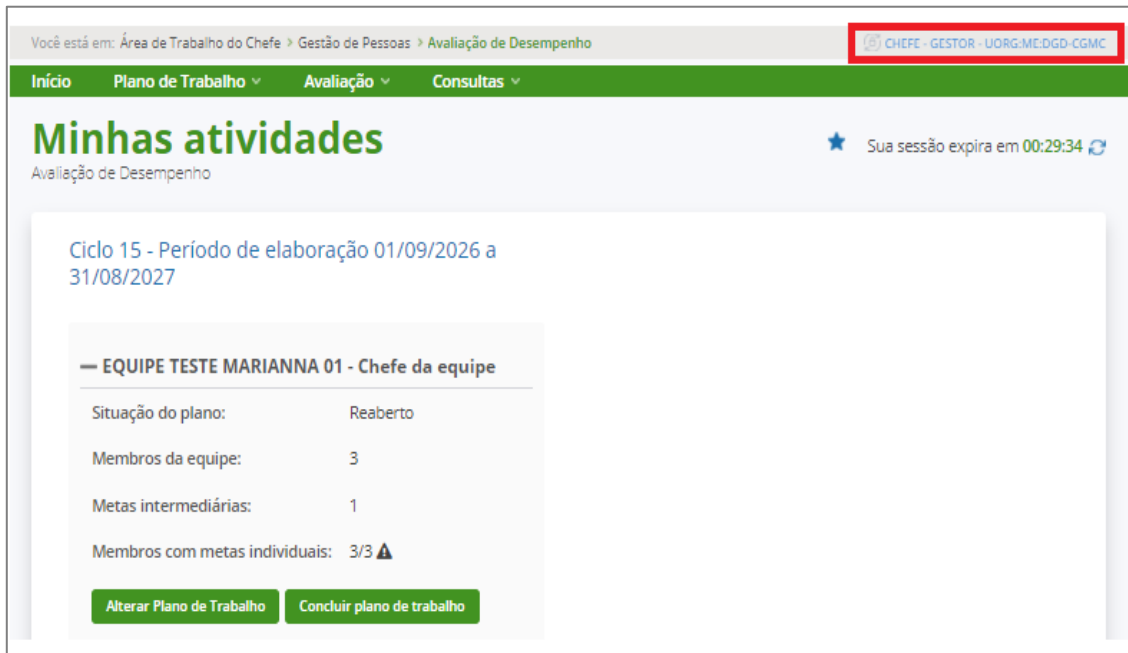 Você está em: Área de Trabalho do Chefe > Gestão de Pessoas > Avaliação de Desempenho
CHEFE - GESTOR - UORG:ME:DGD-CGMC
Início Plano de Trabalho Avaliação Consultas
Minhas atividades
Sua sessão expira em 00:29:34
Avaliação de Desempenho
Ciclo 15 - Período de elaboração 01/09/2026 a
31/08/2027
— EQUIPE TESTE MARIANNA 01 - Chefe da equipe
Situação do plano: Reaberto
Membros da equipe: 3
Metas intermediárias: 1
Membros com metas individuais: 3/3
Alterar Plano de Trabalho Concluir plano de trabalho